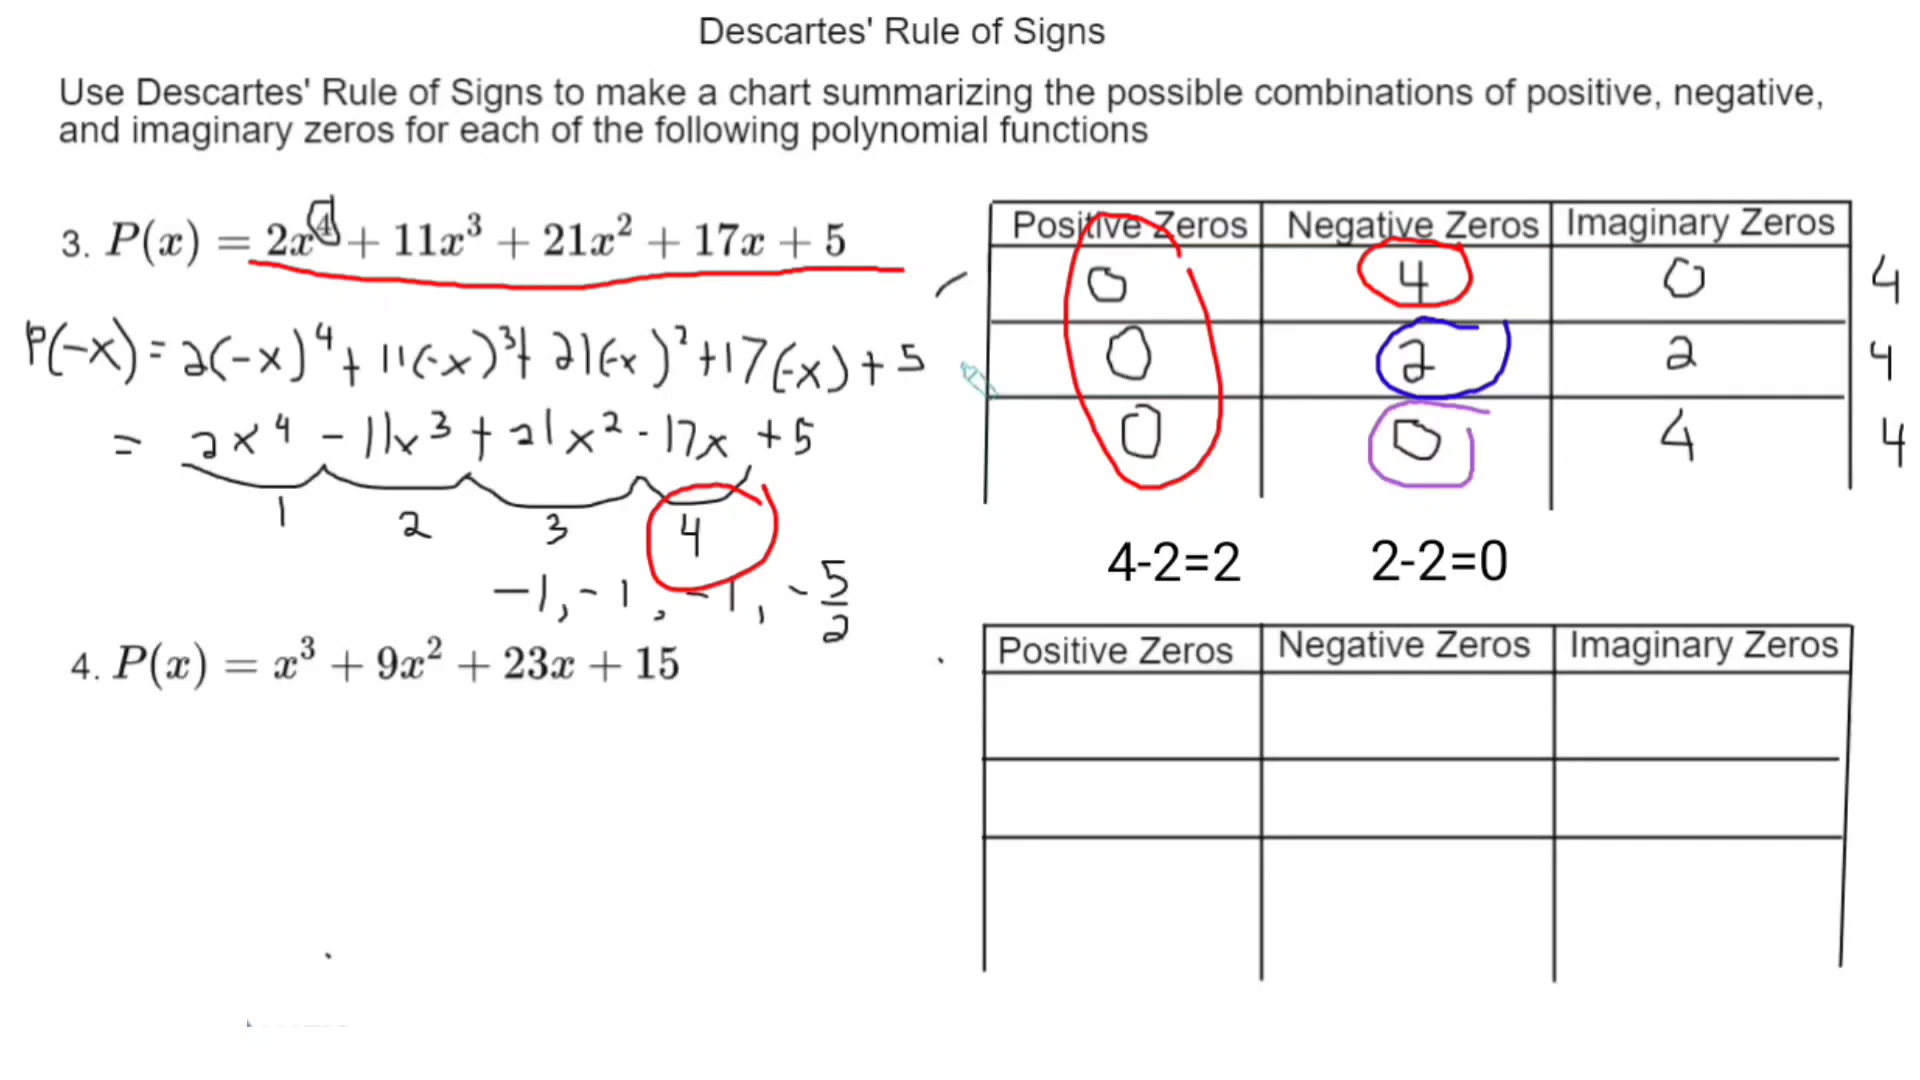 Descartes' Rule of Signs
Use Descartes' Rule of Signs to make a chart summarizing the possible combinations of positive, negative,
and imaginary zeros for each of the following polynomial functions
3. P(x) = 2x⁴ + 11x³ + 21x² + 17x + 5
P(-x) = 2(-x)⁴ + 11(-x)³ + 21(-x)² + 17(-x) + 5
= 2x⁴ - 11x³ + 21x² - 17x + 5
1 2 3 4
-1, -1, -1, -5/2
Positive Zeros Negative Zeros Imaginary Zeros
0 4 0 4
0 2 2 4
0 0 4 4
4-2=2 2-2=0
4. P(x) = x³ + 9x² + 23x + 15
Positive Zeros Negative Zeros Imaginary Zeros